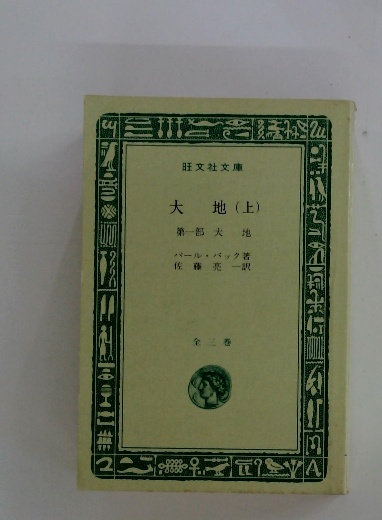 旺文社文庫
大 地(上)
第一部 大 地
パール・バック著
佐藤亮一訳
全三巻